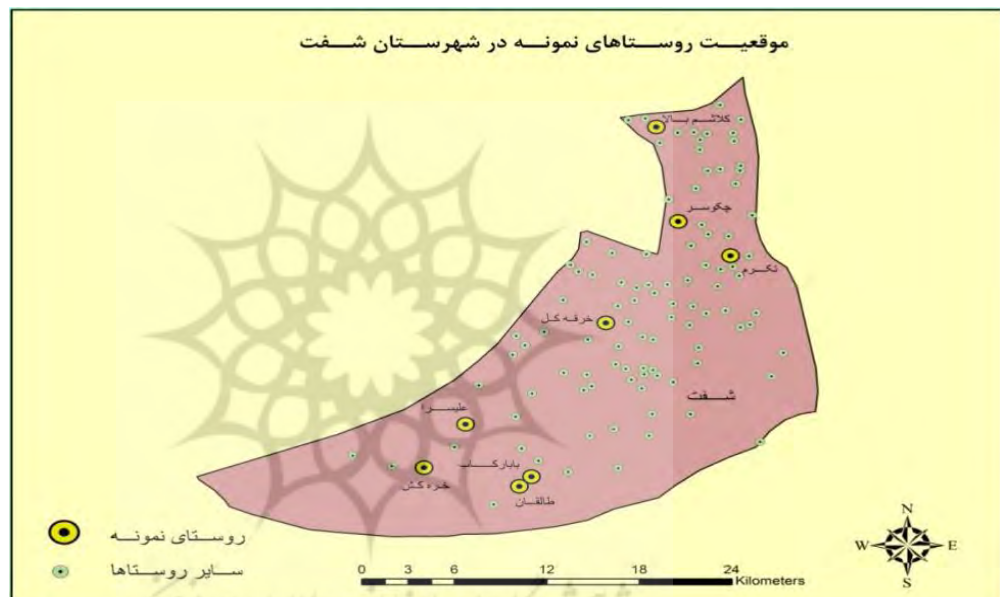 موقعیت روستاهای نمونه در شهرستان شفت
کلاشم بالا
چکوسر
تکرم
خرفه کل
شفت
علیسرا
بابارکاب
خره کش
طالقان
روستای نمونه
سایر روستاها
N
W E
S
0 3 6 12 18 24
Kilometers